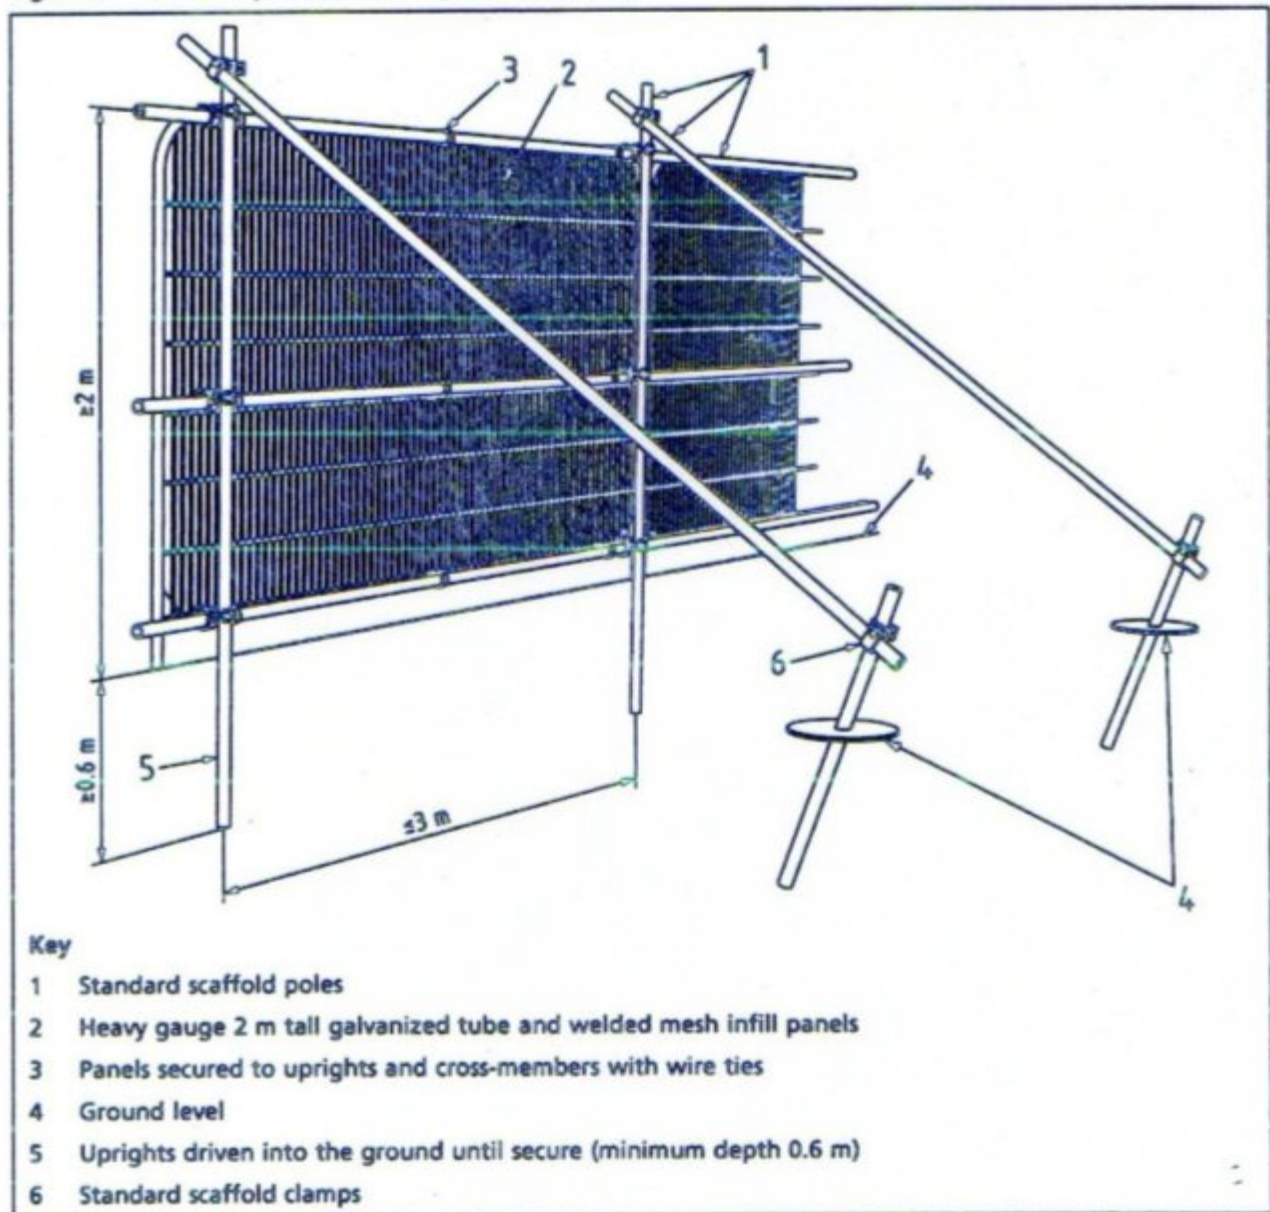 3
2
1
≥2 m
4
6
≥0.6 m
5
≤3 m
4
Key
1 Standard scaffold poles
2 Heavy gauge 2 m tall galvanized tube and welded mesh infill panels
3 Panels secured to uprights and cross-members with wire ties
4 Ground level
5 Uprights driven into the ground until secure (minimum depth 0.6 m)
6 Standard scaffold clamps